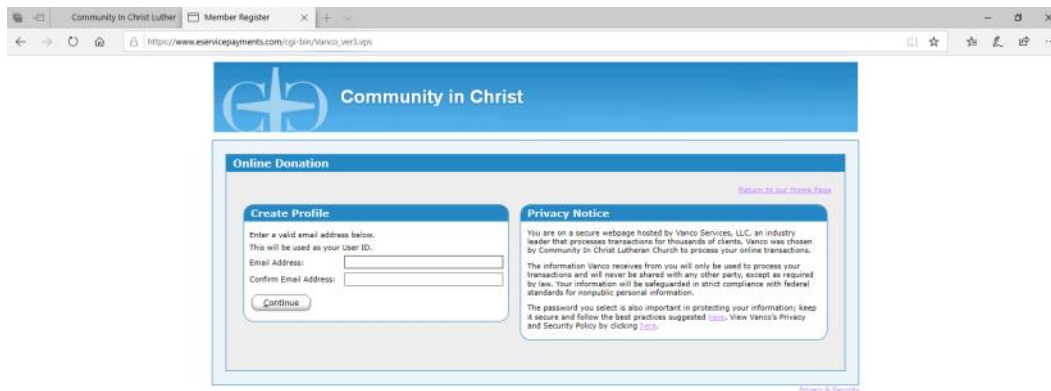 Community In Christ Luther
Member Register
https://www.eservicepayments.com/cgi-bin/Vanco_ver3.vps
Community in Christ
Online Donation
Return to our Home Page
Create Profile
Enter a valid email address below.
This will be used as your User ID.
Email Address:
Confirm Email Address:
Continue
Privacy Notice
You are on a secure webpage hosted by Vanco Services, LLC, an industry
leader that processes transactions for thousands of clients. Vanco was chosen
by Community In Christ Lutheran Church to process your online transactions.
The information Vanco receives from you will only be used to process your
transactions and will never be shared with any other party, except as required
by law. Your information will be safeguarded in strict compliance with federal
standards for nonpublic personal information.
The password you select is also important in protecting your information; keep
it secure and follow the best practices suggested here. View Vanco's Privacy
and Security Policy by clicking here.
Privacy & Security